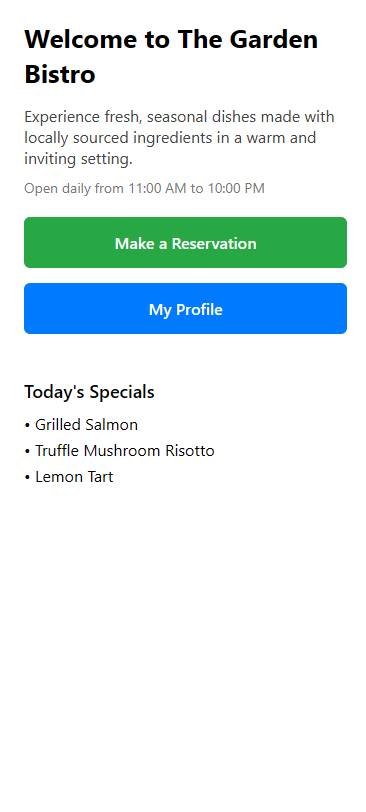 Welcome to The Garden
Bistro
Experience fresh, seasonal dishes made with
locally sourced ingredients in a warm and
inviting setting.
Open daily from 11:00 AM to 10:00 PM
Make a Reservation
My Profile
Today's Specials
• Grilled Salmon
• Truffle Mushroom Risotto
• Lemon Tart